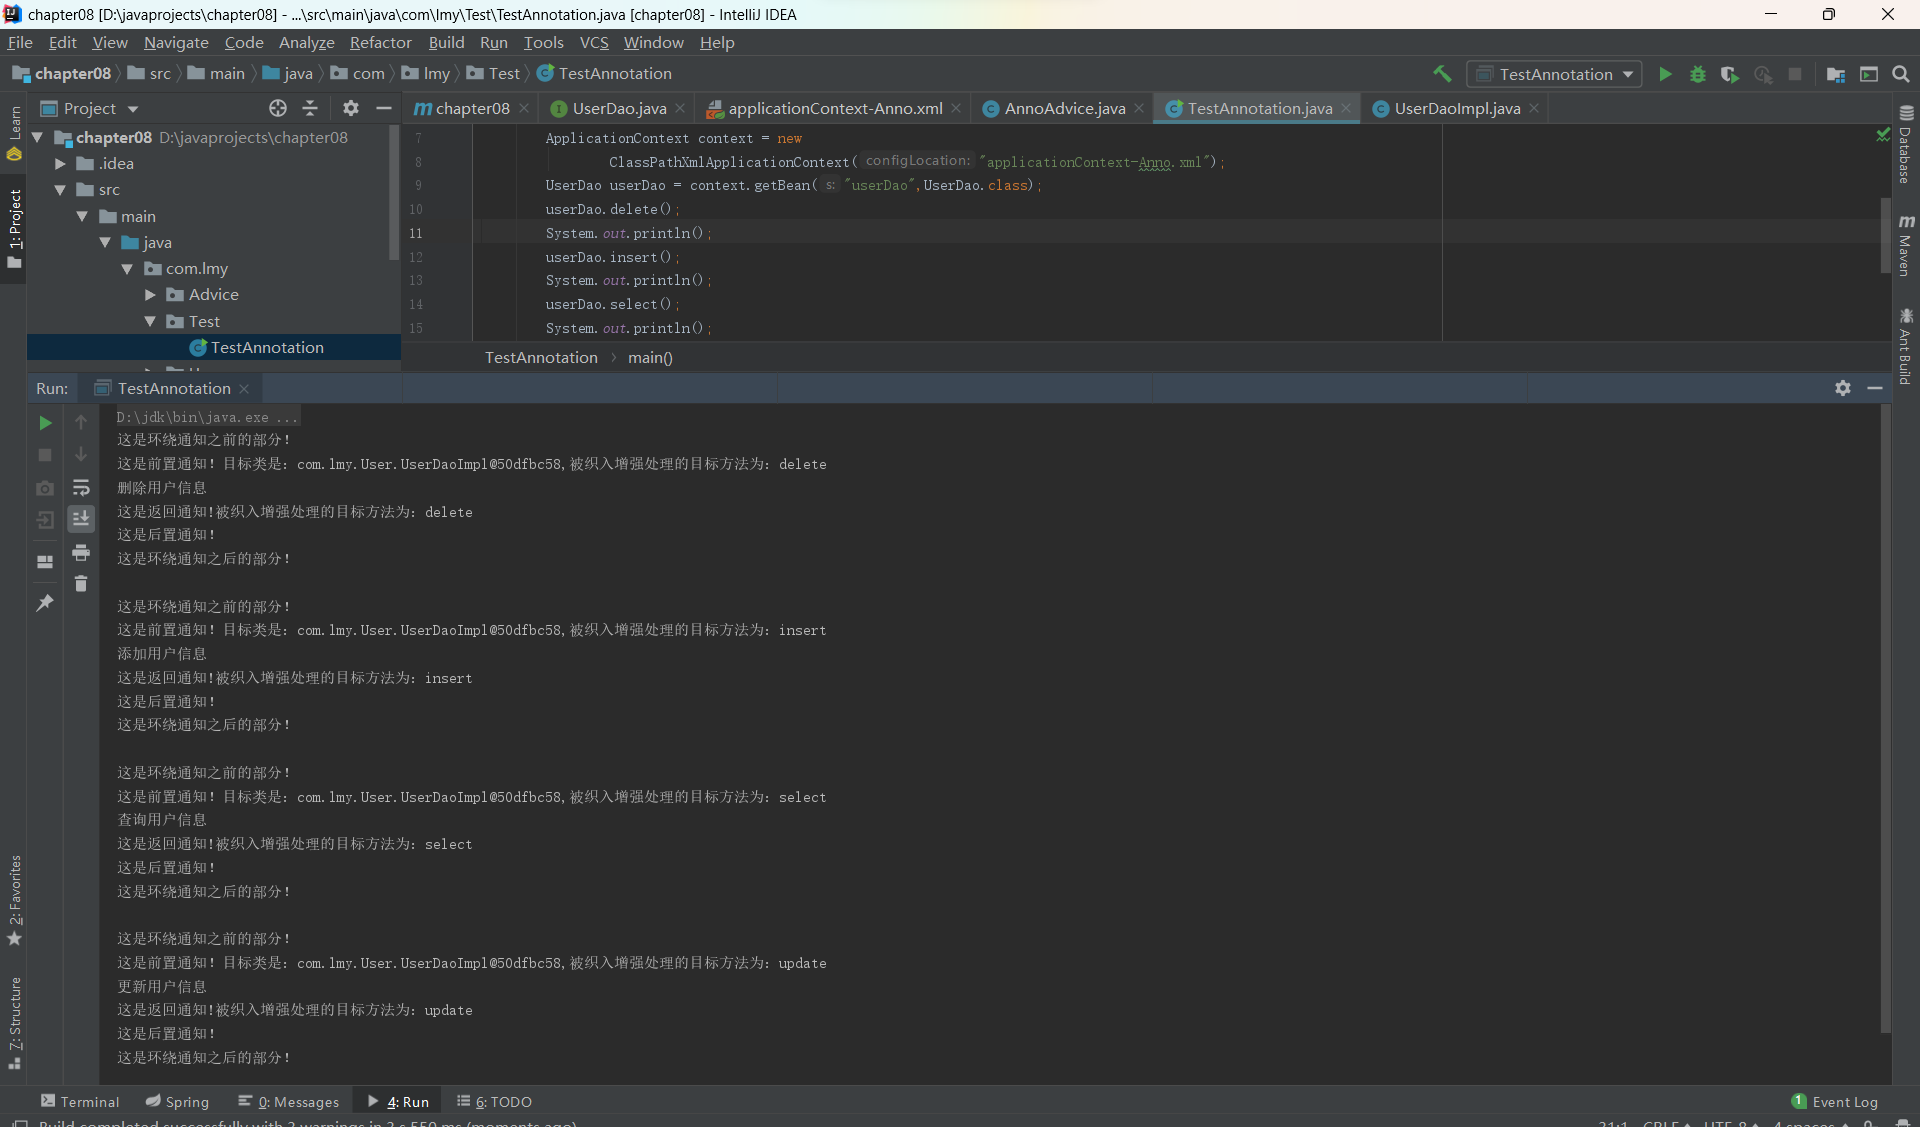 chapter08 [D:\javaprojects\chapter08] - ...\src\main\java\com\lmy\Test\TestAnnotation.java [chapter08] - IntelliJ IDEA
File Edit View Navigate Code Analyze Refactor Build Run Tools VCS Window Help
chapter08 src main java com lmy Test TestAnnotation
TestAnnotation
Project
chapter08 UserDao.java applicationContext-Anno.xml AnnoAdvice.java TestAnnotation.java UserDaoImpl.java
Learn
1: Project
2: Favorites
7: Structure
chapter08 D:\javaprojects\chapter08
.idea
src
main
java
com.lmy
Advice
Test
TestAnnotation
7 ApplicationContext context = new
8 ClassPathXmlApplicationContext( configLocation: "applicationContext-Anno.xml");
9 UserDao userDao = context.getBean( s: "userDao",UserDao.class);
10 userDao.delete();
11 System.out.println();
12 userDao.insert();
13 System.out.println();
14 userDao.select();
15 System.out.println();
TestAnnotation main()
Database
Maven
Ant Build
Run: TestAnnotation
D:\jdk\bin\java.exe ...
这是环绕通知之前的部分!
这是前置通知! 目标类是: com.lmy.User.UserDaoImpl@50dfbc58,被织入增强处理的目标方法为: delete
删除用户信息
这是返回通知!被织入增强处理的目标方法为: delete
这是后置通知!
这是环绕通知之后的部分!
这是环绕通知之前的部分!
这是前置通知! 目标类是: com.lmy.User.UserDaoImpl@50dfbc58,被织入增强处理的目标方法为: insert
添加用户信息
这是返回通知!被织入增强处理的目标方法为: insert
这是后置通知!
这是环绕通知之后的部分!
这是环绕通知之前的部分!
这是前置通知! 目标类是: com.lmy.User.UserDaoImpl@50dfbc58,被织入增强处理的目标方法为: select
查询用户信息
这是返回通知!被织入增强处理的目标方法为: select
这是后置通知!
这是环绕通知之后的部分!
这是环绕通知之前的部分!
这是前置通知! 目标类是: com.lmy.User.UserDaoImpl@50dfbc58,被织入增强处理的目标方法为: update
更新用户信息
这是返回通知!被织入增强处理的目标方法为: update
这是后置通知!
这是环绕通知之后的部分!
Terminal Spring 0: Messages 4: Run 6: TODO 1 Event Log
Build completed successfully with 2 warnings in 3 s 550 ms (moments ago) 21:1 CRLF UTF-8 4 spaces